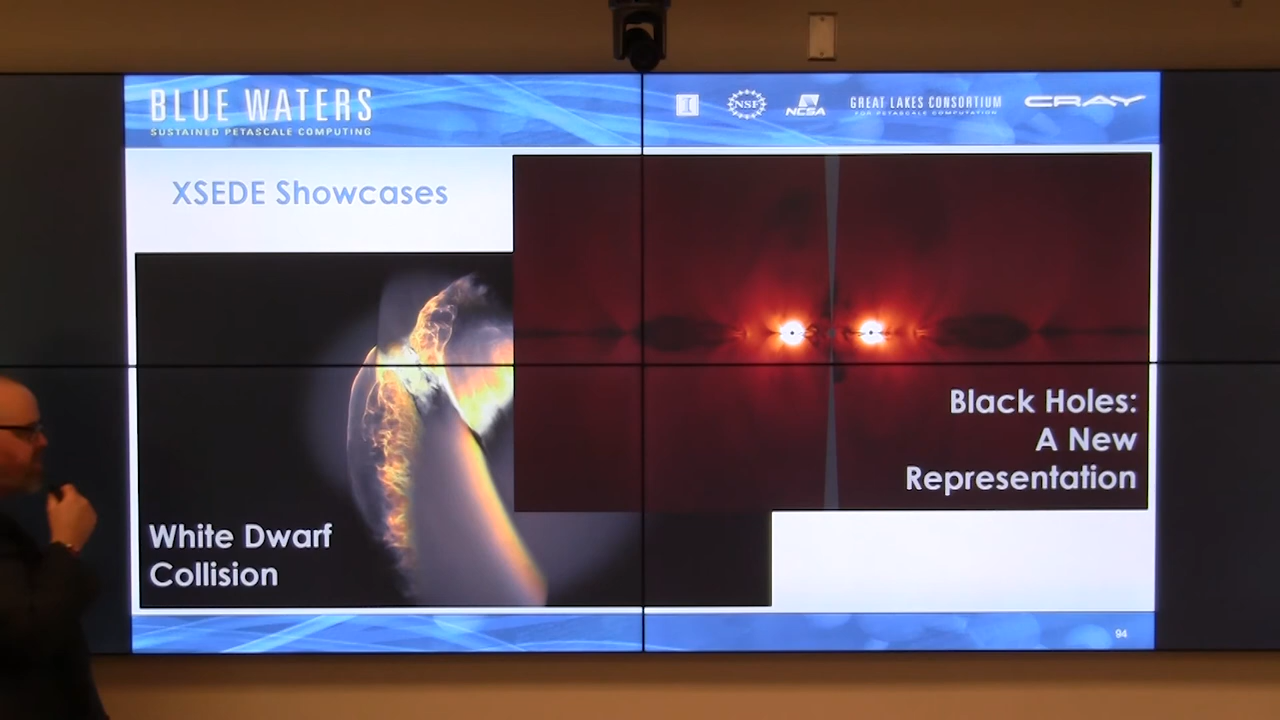 BLUE WATERS
SUSTAINED PETASCALE COMPUTING
I
NSF
NCSA
GREAT LAKES CONSORTIUM
FOR PETASCALE COMPUTATION
CRAY
XSEDE Showcases
Black Holes:
A New
Representation
White Dwarf
Collision
94